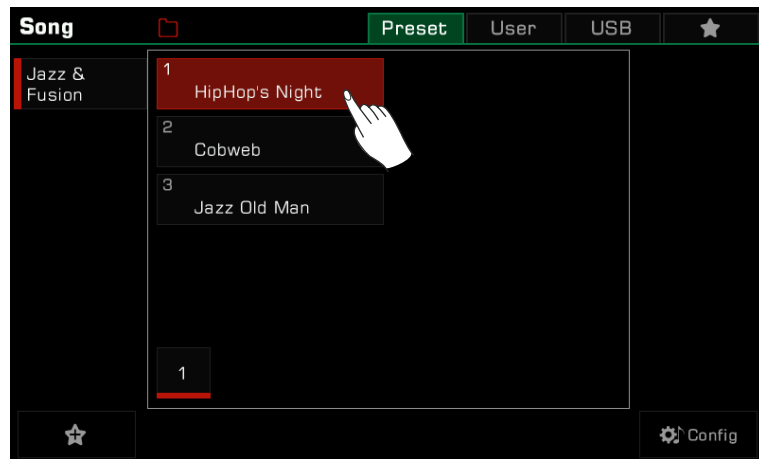 Song
Preset
User
USB
Jazz &
Fusion
1
HipHop's Night
2
Cobweb
3
Jazz Old Man
1
Config